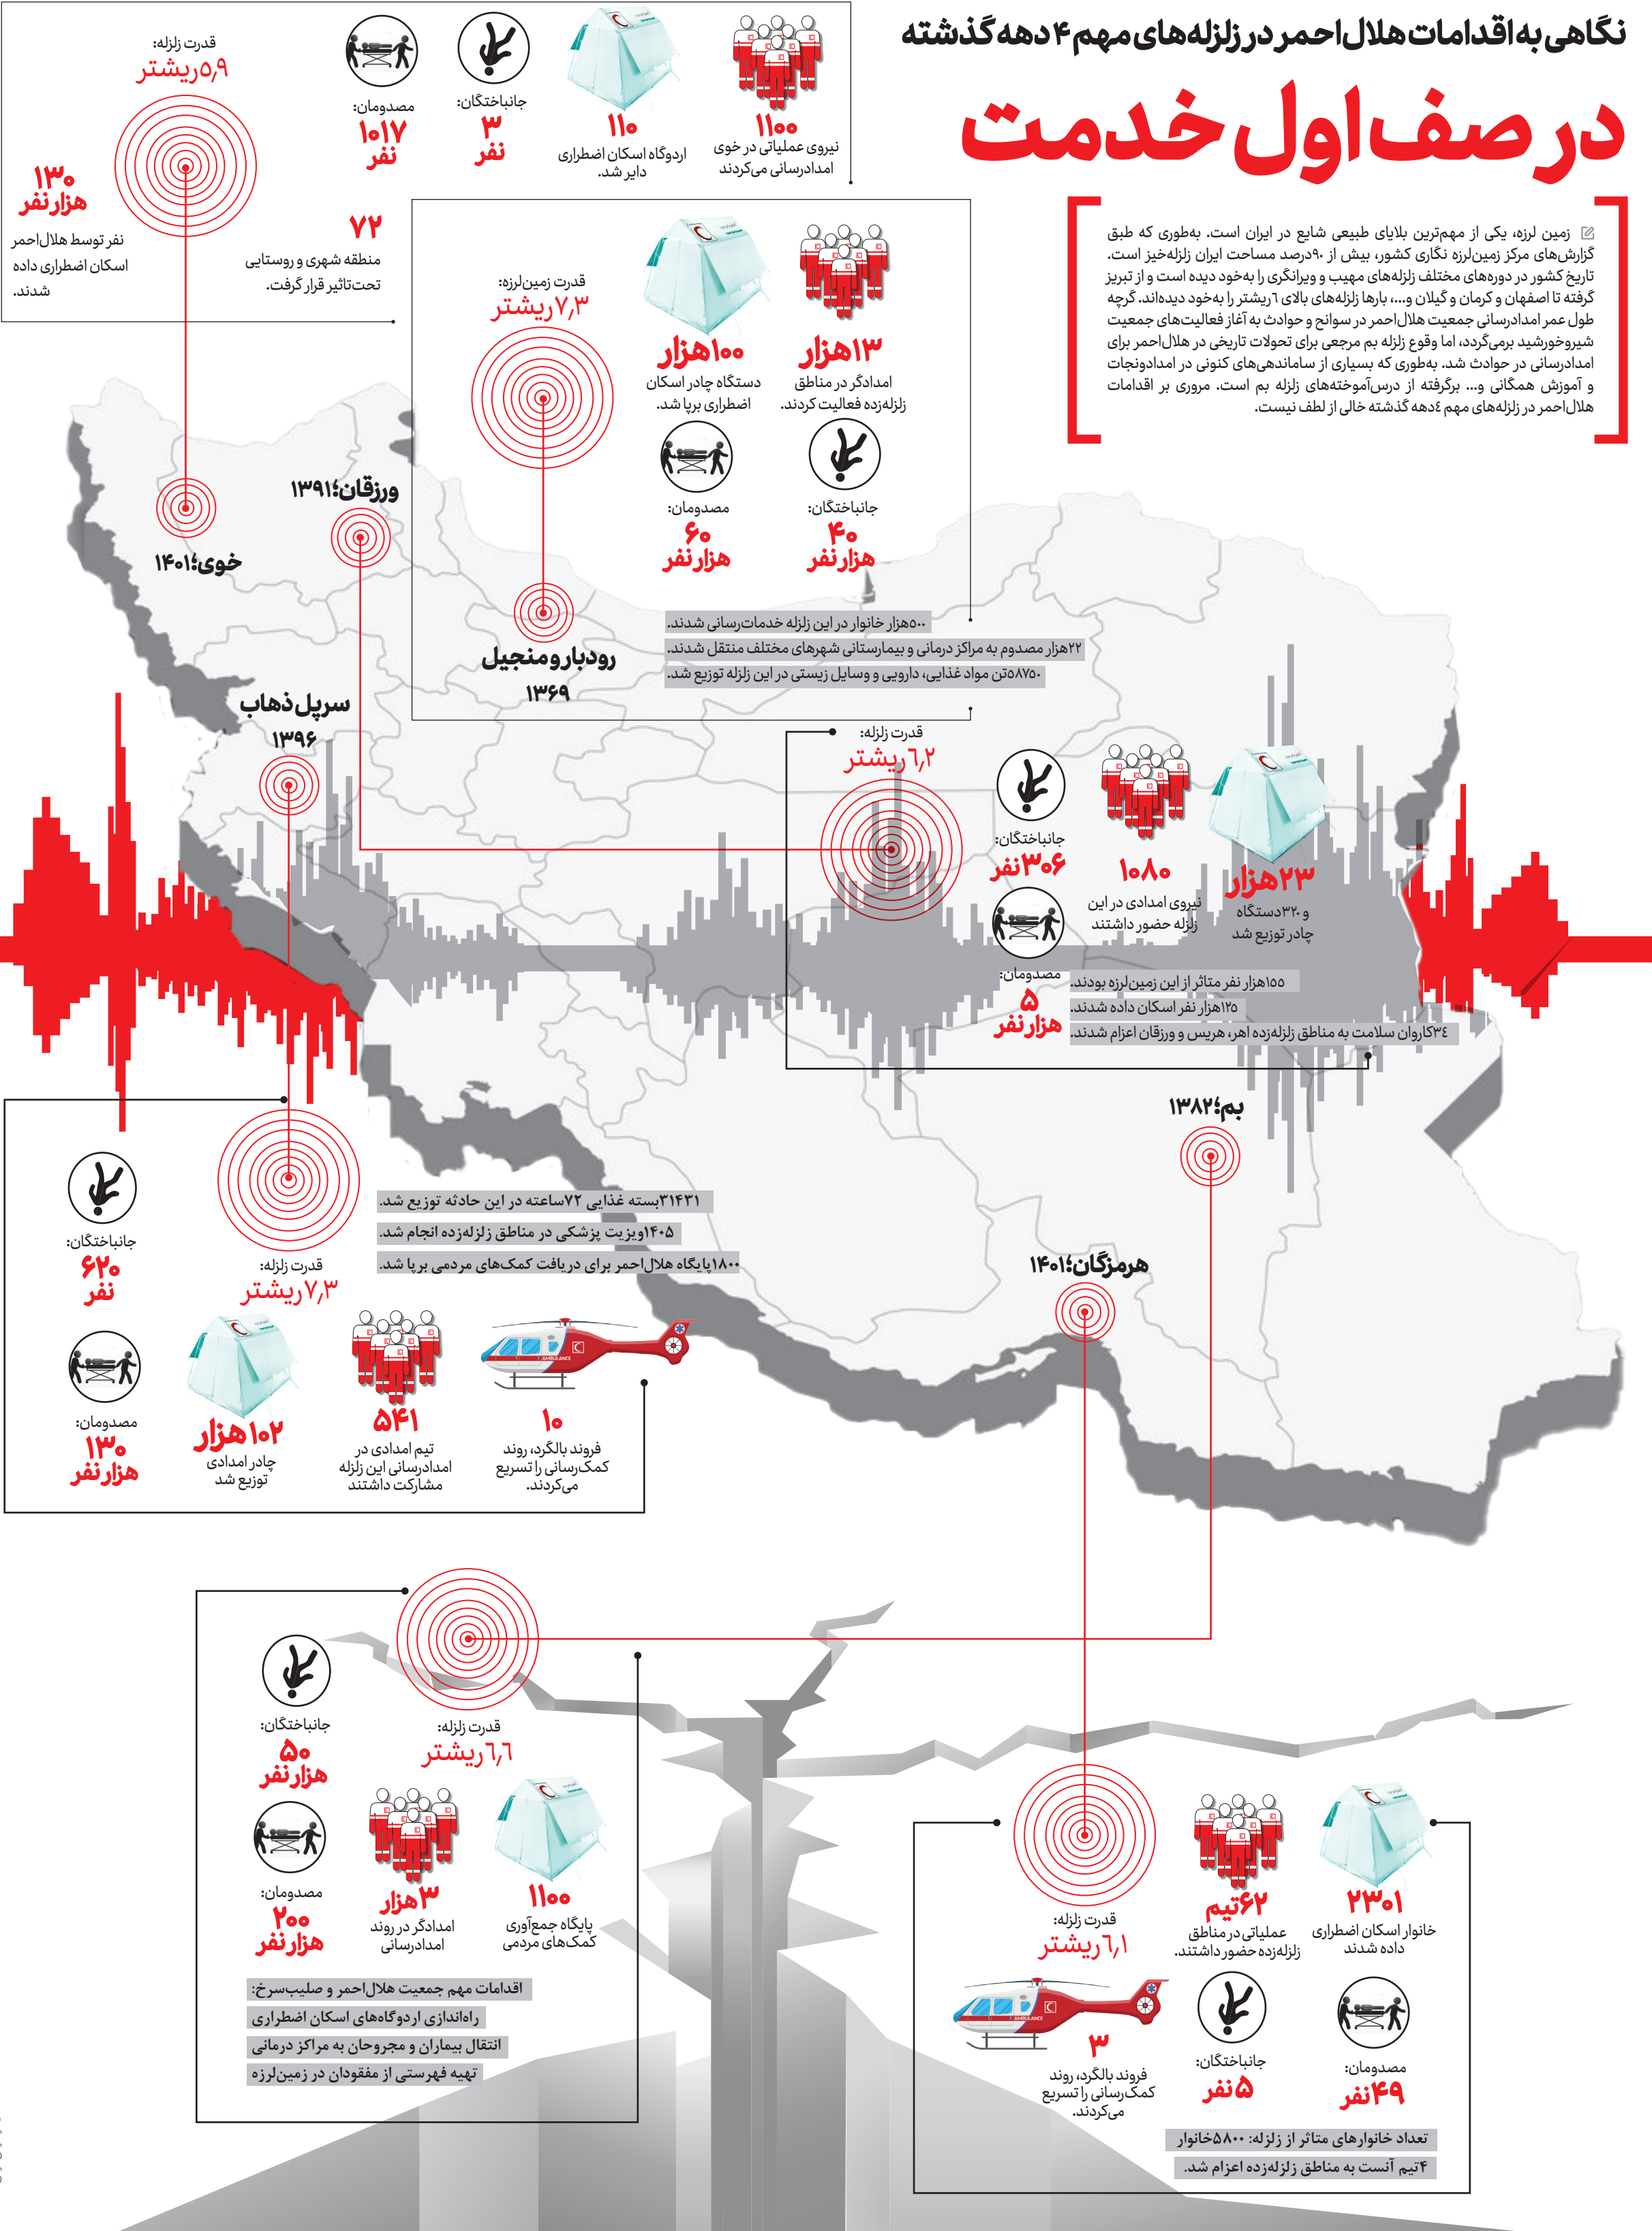 نگاهی به اقدامات هلال‌احمر در زلزله‌های مهم ۴ دهه گذشته
در صف اول خدمت
زمین لرزه، یکی از مهم‌ترین بلایای طبیعی شایع در ایران است. به‌طوری که طبق
گزارش‌های مرکز زمین‌لرزه نگاری کشور، بیش از ۹۰درصد مساحت ایران زلزله‌خیز است.
تاریخ کشور در دوره‌های مختلف زلزله‌های مهیب و ویرانگری را به‌خود دیده است و از تبریز
گرفته تا اصفهان و کرمان و گیلان و...، بارها زلزله‌های بالای ٦ریشتر را به‌خود دیده‌اند. گرچه
طول عمر امدادرسانی جمعیت هلال‌احمر در سوانح و حوادث به آغاز فعالیت‌های جمعیت
شیروخورشید برمی‌گردد، اما وقوع زلزله بم مرجعی برای تحولات تاریخی در هلال‌احمر برای
امدادرسانی در حوادث شد. به‌طوری که بسیاری از ساماندهی‌های کنونی در امدادونجات
و آموزش همگانی و... برگرفته از درس‌آموخته‌های زلزله بم است. مروری بر اقدامات
هلال‌احمر در زلزله‌های مهم ٤دهه گذشته خالی از لطف نیست.
۱۱۰۰
نیروی عملیاتی در خوی
امدادرسانی می‌کردند
۱۱۰
اردوگاه اسکان اضطراری
دایر شد.
جانباختگان:
۳
نفر
مصدومان:
۱۰۱۷
نفر
قدرت زلزله:
٥٫٩ریشتر
۷۲
منطقه شهری و روستایی
تحت‌تاثیر قرار گرفت.
۱۳۰
هزار نفر
نفر توسط هلال‌احمر
اسکان اضطراری داده
شدند.
خوی؛۱۴۰۱
قدرت زمین‌لرزه:
۷٫۳ریشتر
۱۳هزار
امدادگر در مناطق
زلزله‌زده فعالیت کردند.
۱۰۰هزار
دستگاه چادر اسکان
اضطراری برپا شد.
جانباختگان:
۴۰
هزار نفر
مصدومان:
۶۰
هزار نفر
۵۰۰هزار خانوار در این زلزله خدمات‌رسانی شدند.
۲۲هزار مصدوم به مراکز درمانی و بیمارستانی شهرهای مختلف منتقل شدند.
٥٨٧٥٠تن مواد غذایی، دارویی و وسایل زیستی در این زلزله توزیع شد.
رودبار و منجیل
۱۳۶۹
ورزقان؛۱۳۹۱
قدرت زلزله:
٦٫٢ریشتر
۲۳هزار
و ۳۲۰دستگاه
چادر توزیع شد
۱۰۸۰
نیروی امدادی در این
زلزله حضور داشتند
جانباختگان:
۳۰۶نفر
مصدومان:
۵
هزار نفر
١٥٥هزار نفر متاثر از این زمین‌لرزه بودند.
١٢٥هزار نفر اسکان داده شدند.
٣٤کاروان سلامت به مناطق زلزله‌زده اهر، هریس و ورزقان اعزام شدند.
سرپل ذهاب
۱۳۹۶
قدرت زلزله:
۷٫۳ریشتر
۳۱۴۳۱بسته غذایی ۷۲ساعته در این حادثه توزیع شد.
۱۴۰۵ویزیت پزشکی در مناطق زلزله‌زده انجام شد.
۱۸۰۰پایگاه هلال‌احمر برای دریافت کمک‌های مردمی برپا شد.
جانباختگان:
۶۲۰
نفر
مصدومان:
۱۳۰
هزار نفر
۱۰۲هزار
چادر امدادی
توزیع شد
۵۴۱
تیم امدادی در
امدادرسانی این زلزله
مشارکت داشتند
AMBULANCE
۱۰
فروند بالگرد، روند
کمک‌رسانی را تسریع
می‌کردند.
بم؛۱۳۸۲
قدرت زلزله:
٦٫٦ریشتر
جانباختگان:
۵۰
هزار نفر
مصدومان:
۲۰۰
هزار نفر
۳هزار
امدادگر در روند
امدادرسانی
۱۱۰۰
پایگاه جمع‌آوری
کمک‌های مردمی
اقدامات مهم جمعیت هلال‌احمر و صلیب‌سرخ:
راه‌اندازی اردوگاه‌های اسکان اضطراری
انتقال بیماران و مجروحان به مراکز درمانی
تهیه فهرستی از مفقودان در زمین‌لرزه
هرمزگان؛۱۴۰۱
قدرت زلزله:
٦٫١ریشتر
۶۲تیم
عملیاتی در مناطق
زلزله‌زده حضور داشتند.
۲۳۰۱
خانوار اسکان اضطراری
داده شدند
AMBULANCE
۳
فروند بالگرد، روند
کمک‌رسانی را تسریع
می‌کردند.
جانباختگان:
۵نفر
مصدومان:
۴۹نفر
تعداد خانوارهای متاثر از زلزله: ۵۸۰۰خانوار
۴تیم آنست به مناطق زلزله‌زده اعزام شد.